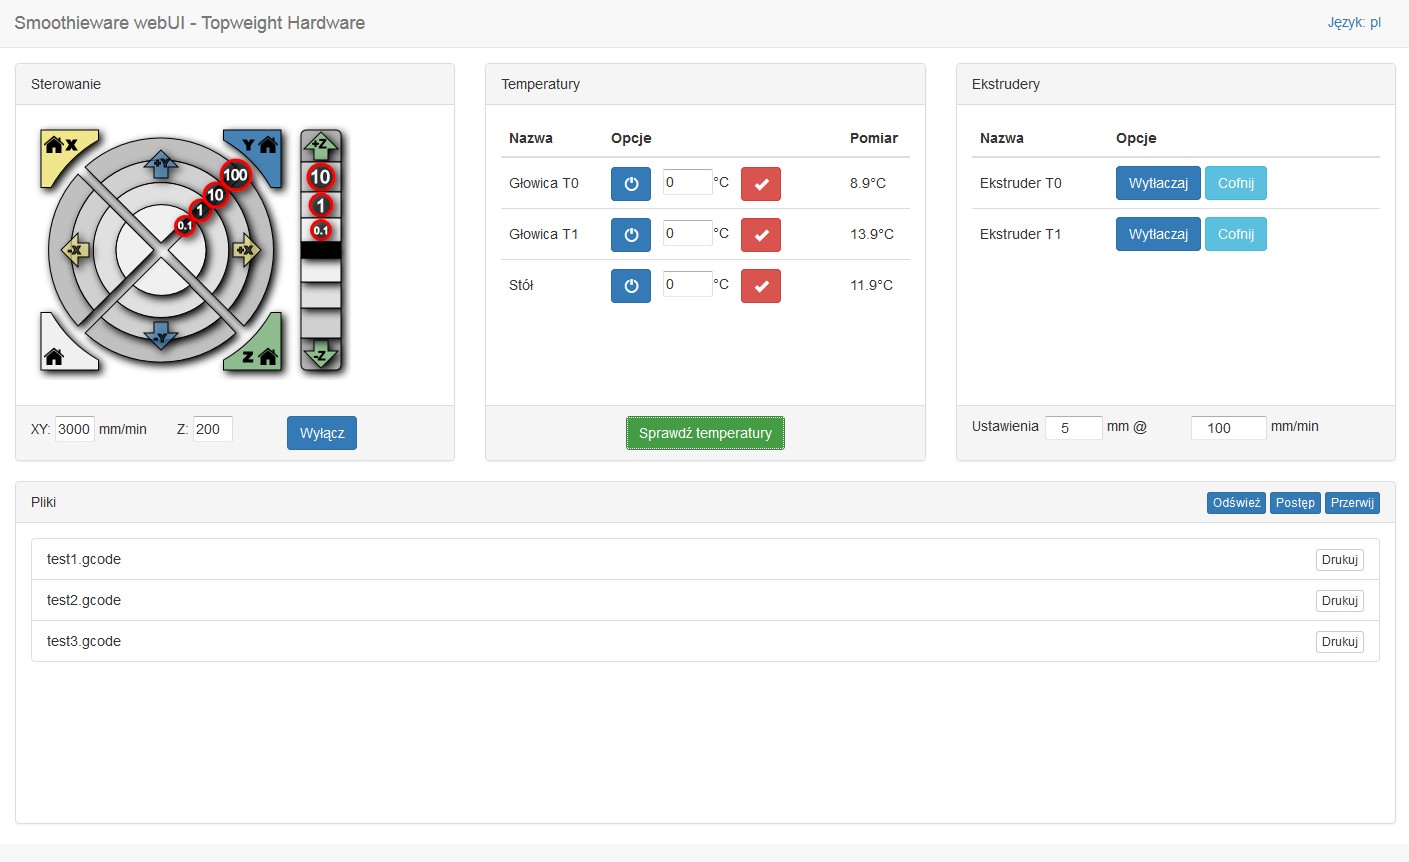 Smoothieware webUI - Topweight Hardware
Język: pl
Sterowanie
X
Y
+Y
100
10
1
0.1
-X
+X
-Y
Z
+Z
10
1
0.1
-Z
XY: 3000 mm/min Z: 200 Wyłącz
Temperatury
Nazwa Opcje Pomiar
Głowica T0 0 °C 8.9°C
Głowica T1 0 °C 13.9°C
Stół 0 °C 11.9°C
Sprawdź temperatury
Ekstrudery
Nazwa Opcje
Ekstruder T0 Wytłaczaj Cofnij
Ekstruder T1 Wytłaczaj Cofnij
Ustawienia 5 mm @ 100 mm/min
Pliki Odśwież Postęp Przerwij
test1.gcode Drukuj
test2.gcode Drukuj
test3.gcode Drukuj